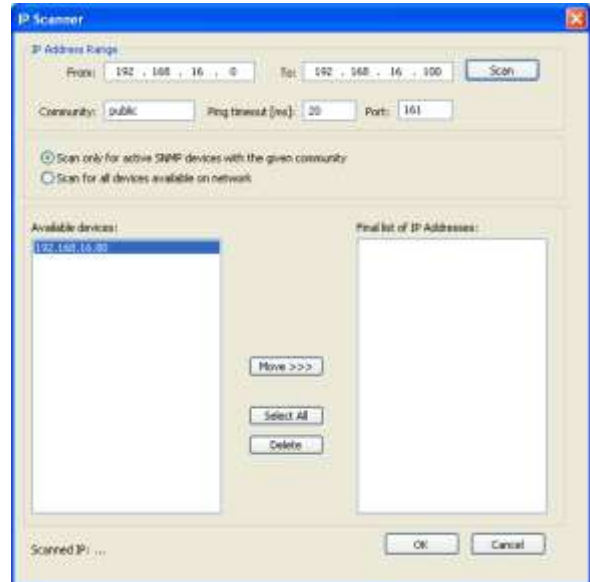 IP Scanner
IP Address Range
From: 192 . 168 . 16 . 0 To: 192 . 168 . 16 . 100 Scan
Community: public Ping timeout [ms]: 20 Port: 161
Scan only for active SNMP devices with the given community
Scan for all devices available on network
Available devices: Final list of IP Addresses:
192.168.16.80
Move >>>
Select All
Delete
Scanned IP: ...
OK Cancel